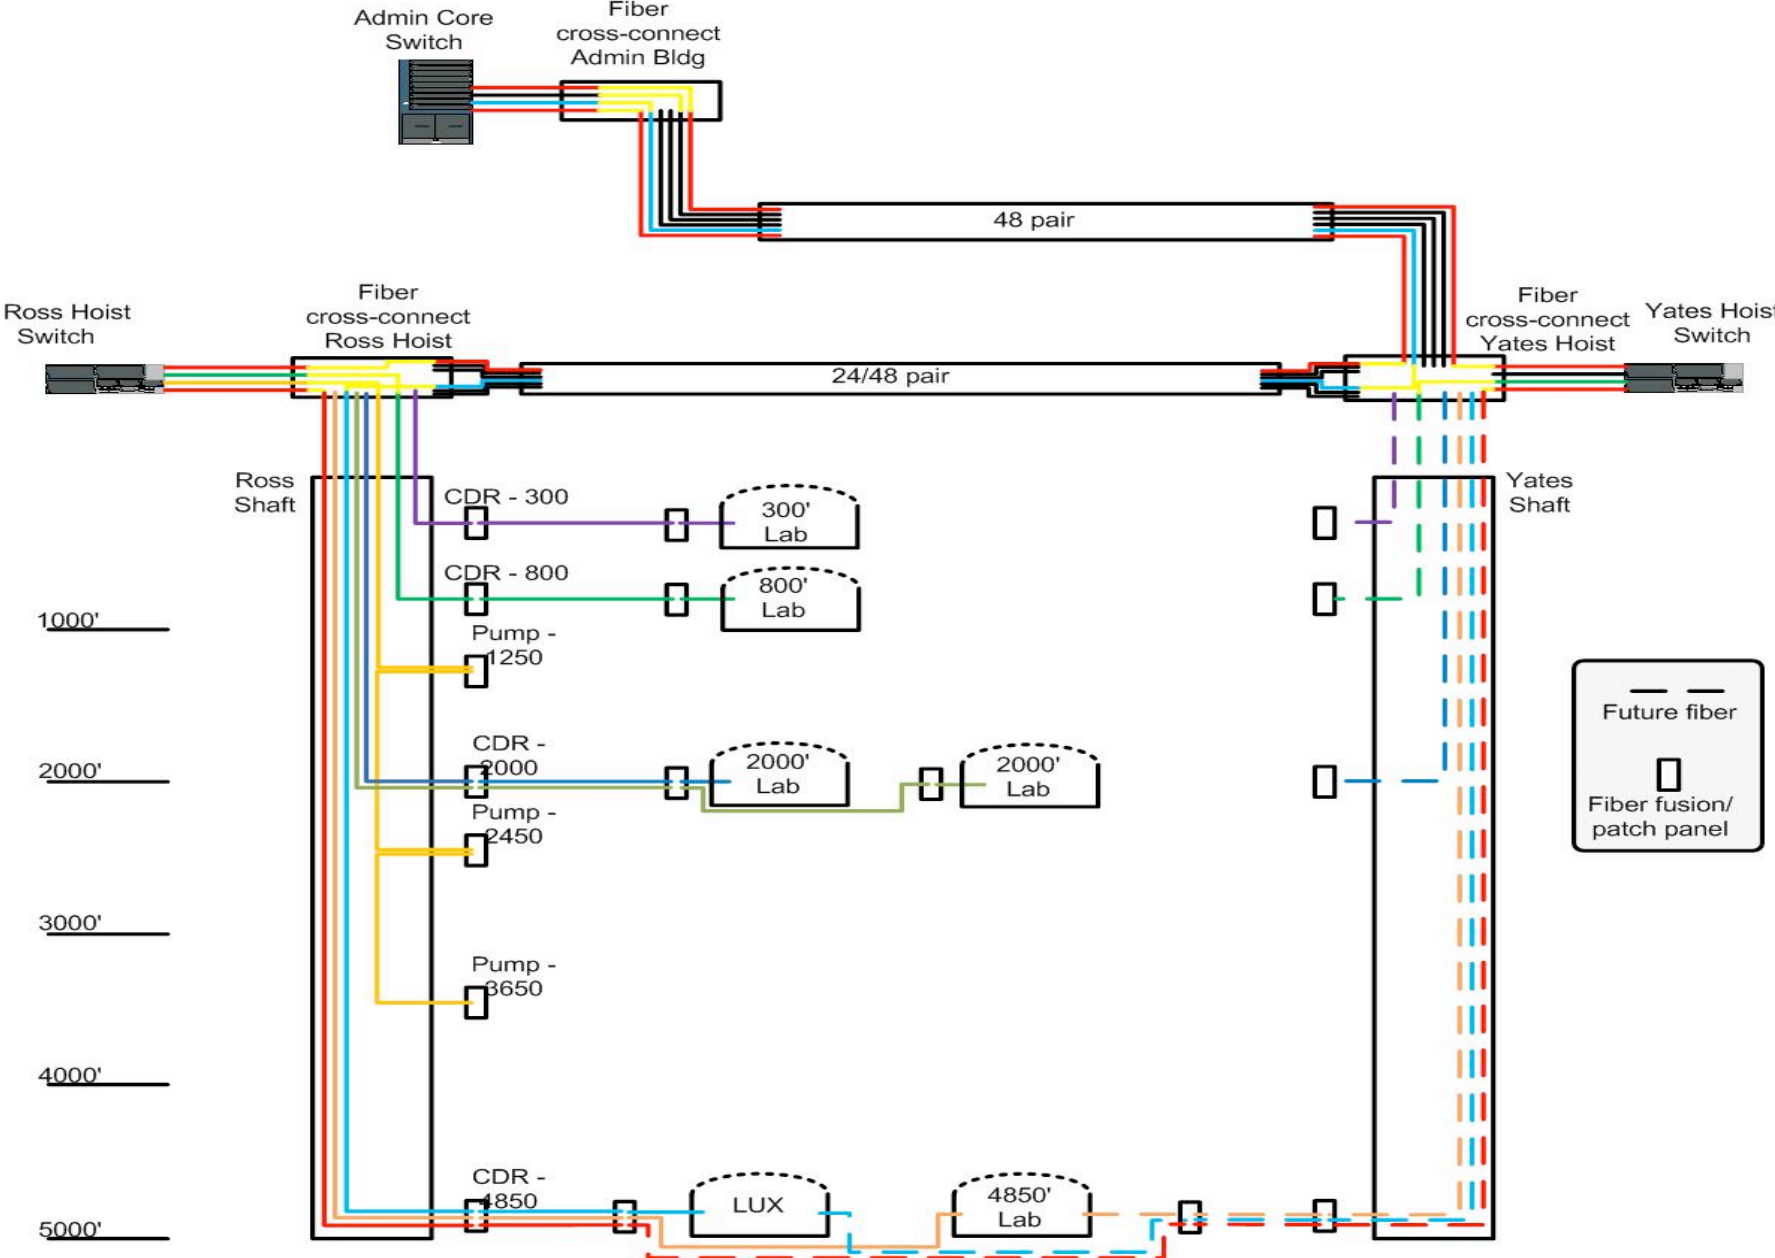 Admin Core
Switch
Fiber
cross-connect
Admin Bldg
48 pair
Ross Hoist
Switch
Fiber
cross-connect
Ross Hoist
24/48 pair
Fiber
cross-connect
Yates Hoist
Yates Hoist
Switch
Ross
Shaft
CDR - 300
300'
Lab
Yates
Shaft
CDR - 800
800'
Lab
1000'
Pump -
1250
Future fiber
Fiber fusion/
patch panel
2000'
CDR -
2000
2000'
Lab
2000'
Lab
Pump -
2450
3000'
Pump -
3650
4000'
CDR -
4850
LUX
4850'
Lab
5000'